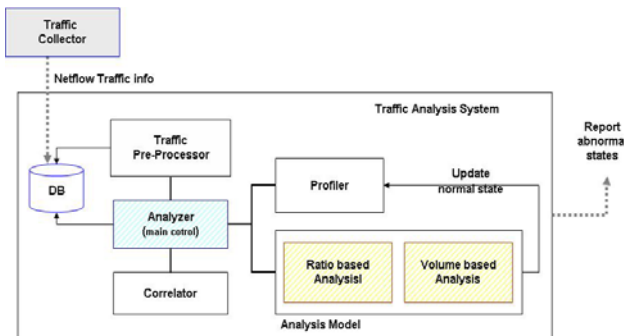 Traffic
Collector
Netflow Traffic info
Traffic Analysis System
Report
abnormal
states
Traffic
Pre-Processor
DB
Profiler
Update
normal state
Analyzer
(main cotrol)
Ratio based
Analysisl
Volume based
Analysis
Correlator
Analysis Model